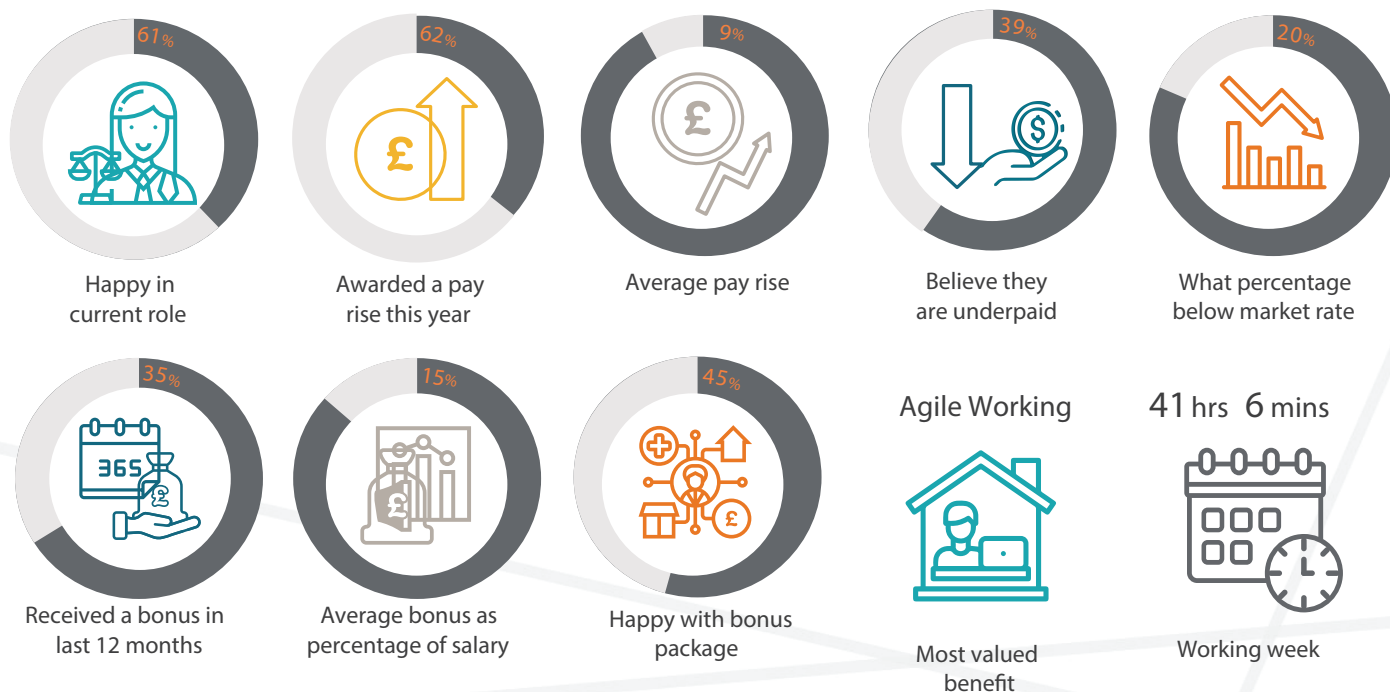 61%
Happy in
current role
62%
Awarded a pay
rise this year
£
9%
Average pay rise
£
39%
Believe they
are underpaid
$
20%
What percentage
below market rate
35%
365
£
Received a bonus in
last 12 months
15%
£
Average bonus as
percentage of salary
45%
£
Happy with bonus
package
Agile Working
Most valued
benefit
41 hrs 6 mins
Working week